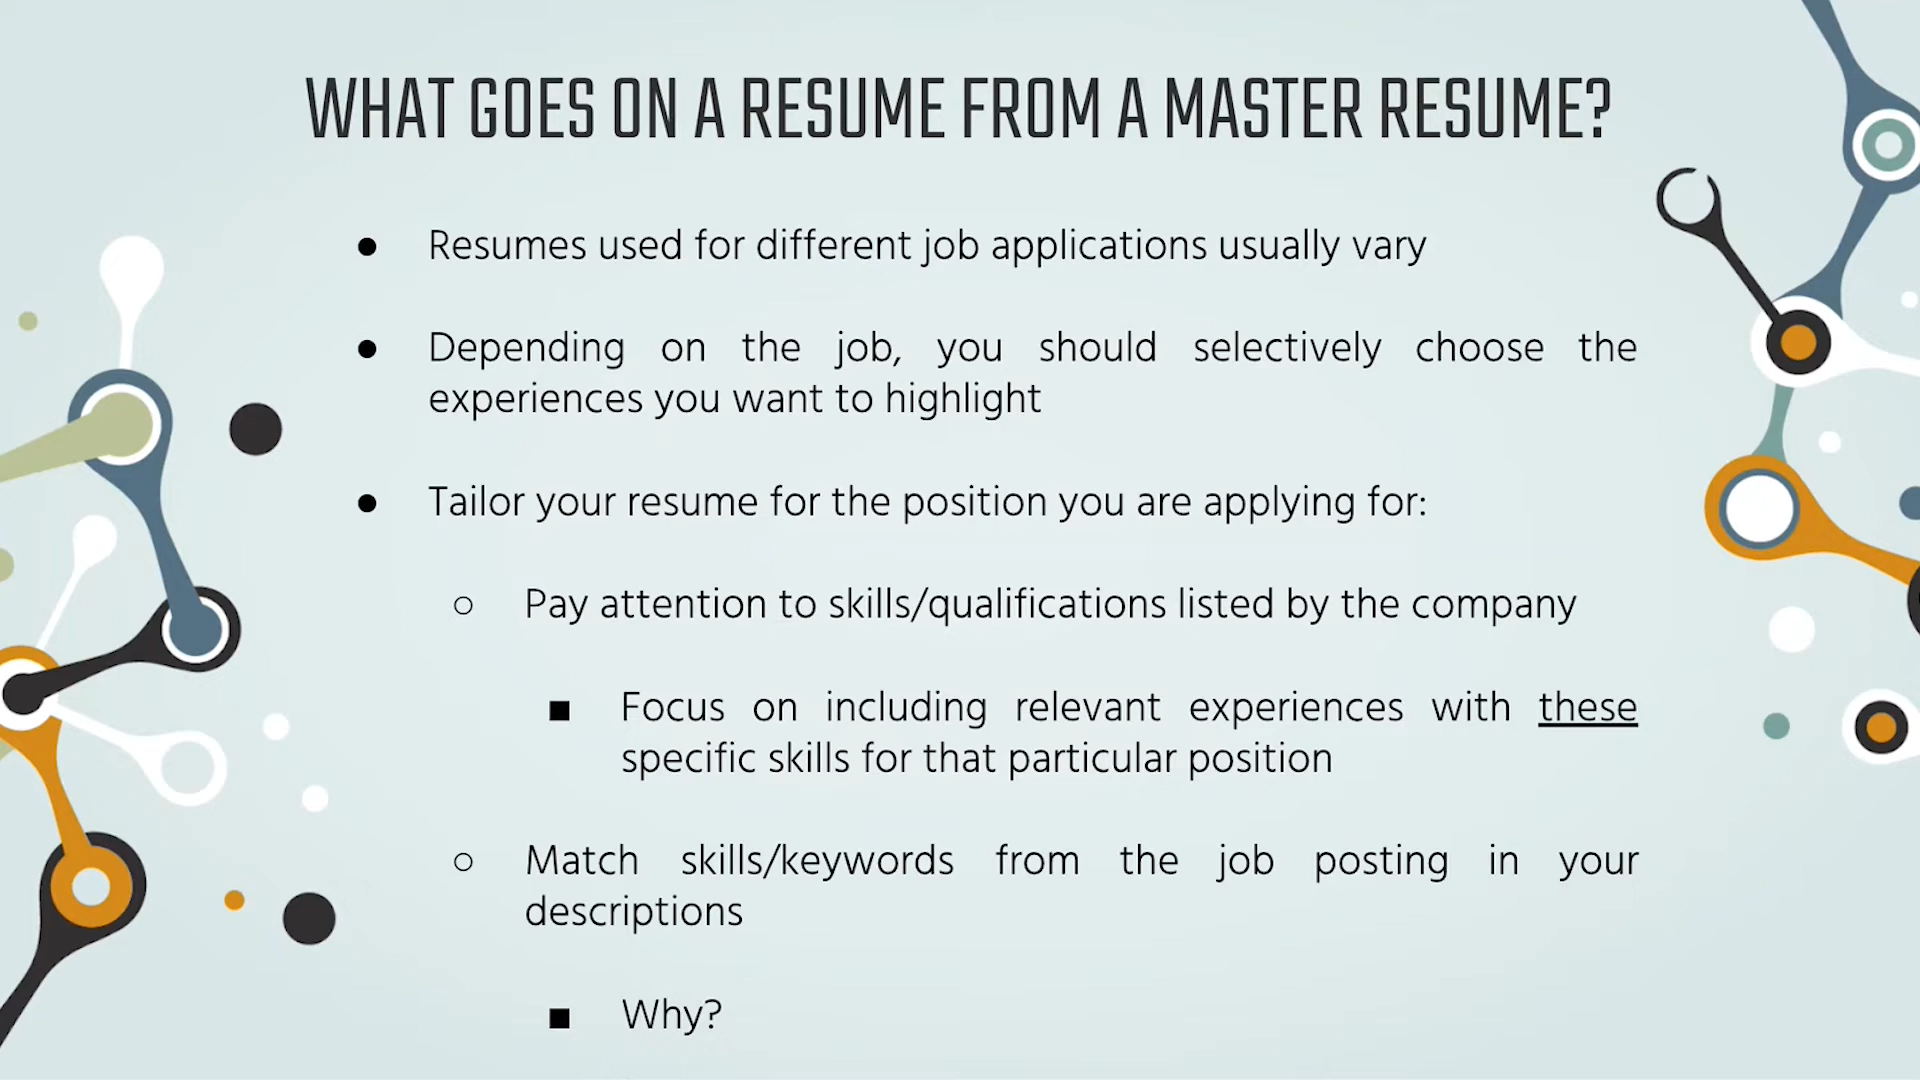 WHAT GOES ON A RESUME FROM A MASTER RESUME?
● Resumes used for different job applications usually vary
● Depending on the job, you should selectively choose the
experiences you want to highlight
● Tailor your resume for the position you are applying for:
○ Pay attention to skills/qualifications listed by the company
■ Focus on including relevant experiences with these
specific skills for that particular position
○ Match skills/keywords from the job posting in your
descriptions
■ Why?